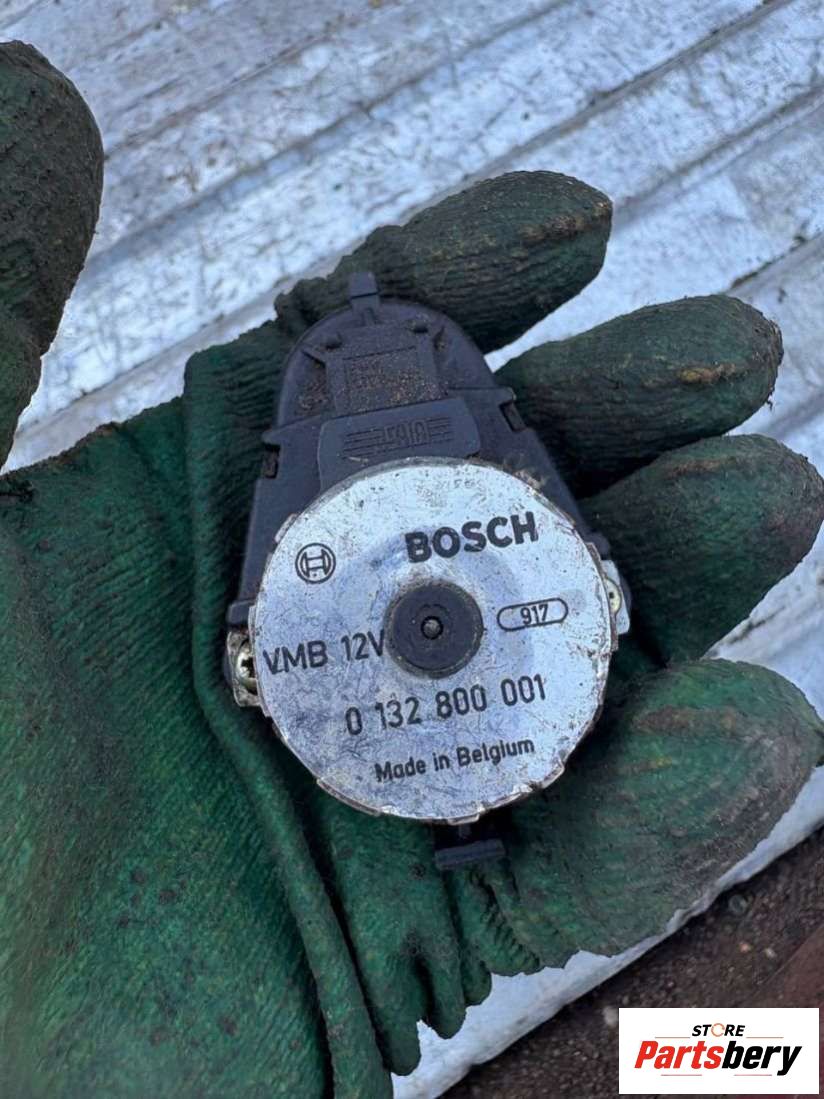 BOSCH
917
VMB 12V
0 132 800 001
Made in Belgium
STORE
Partsbery